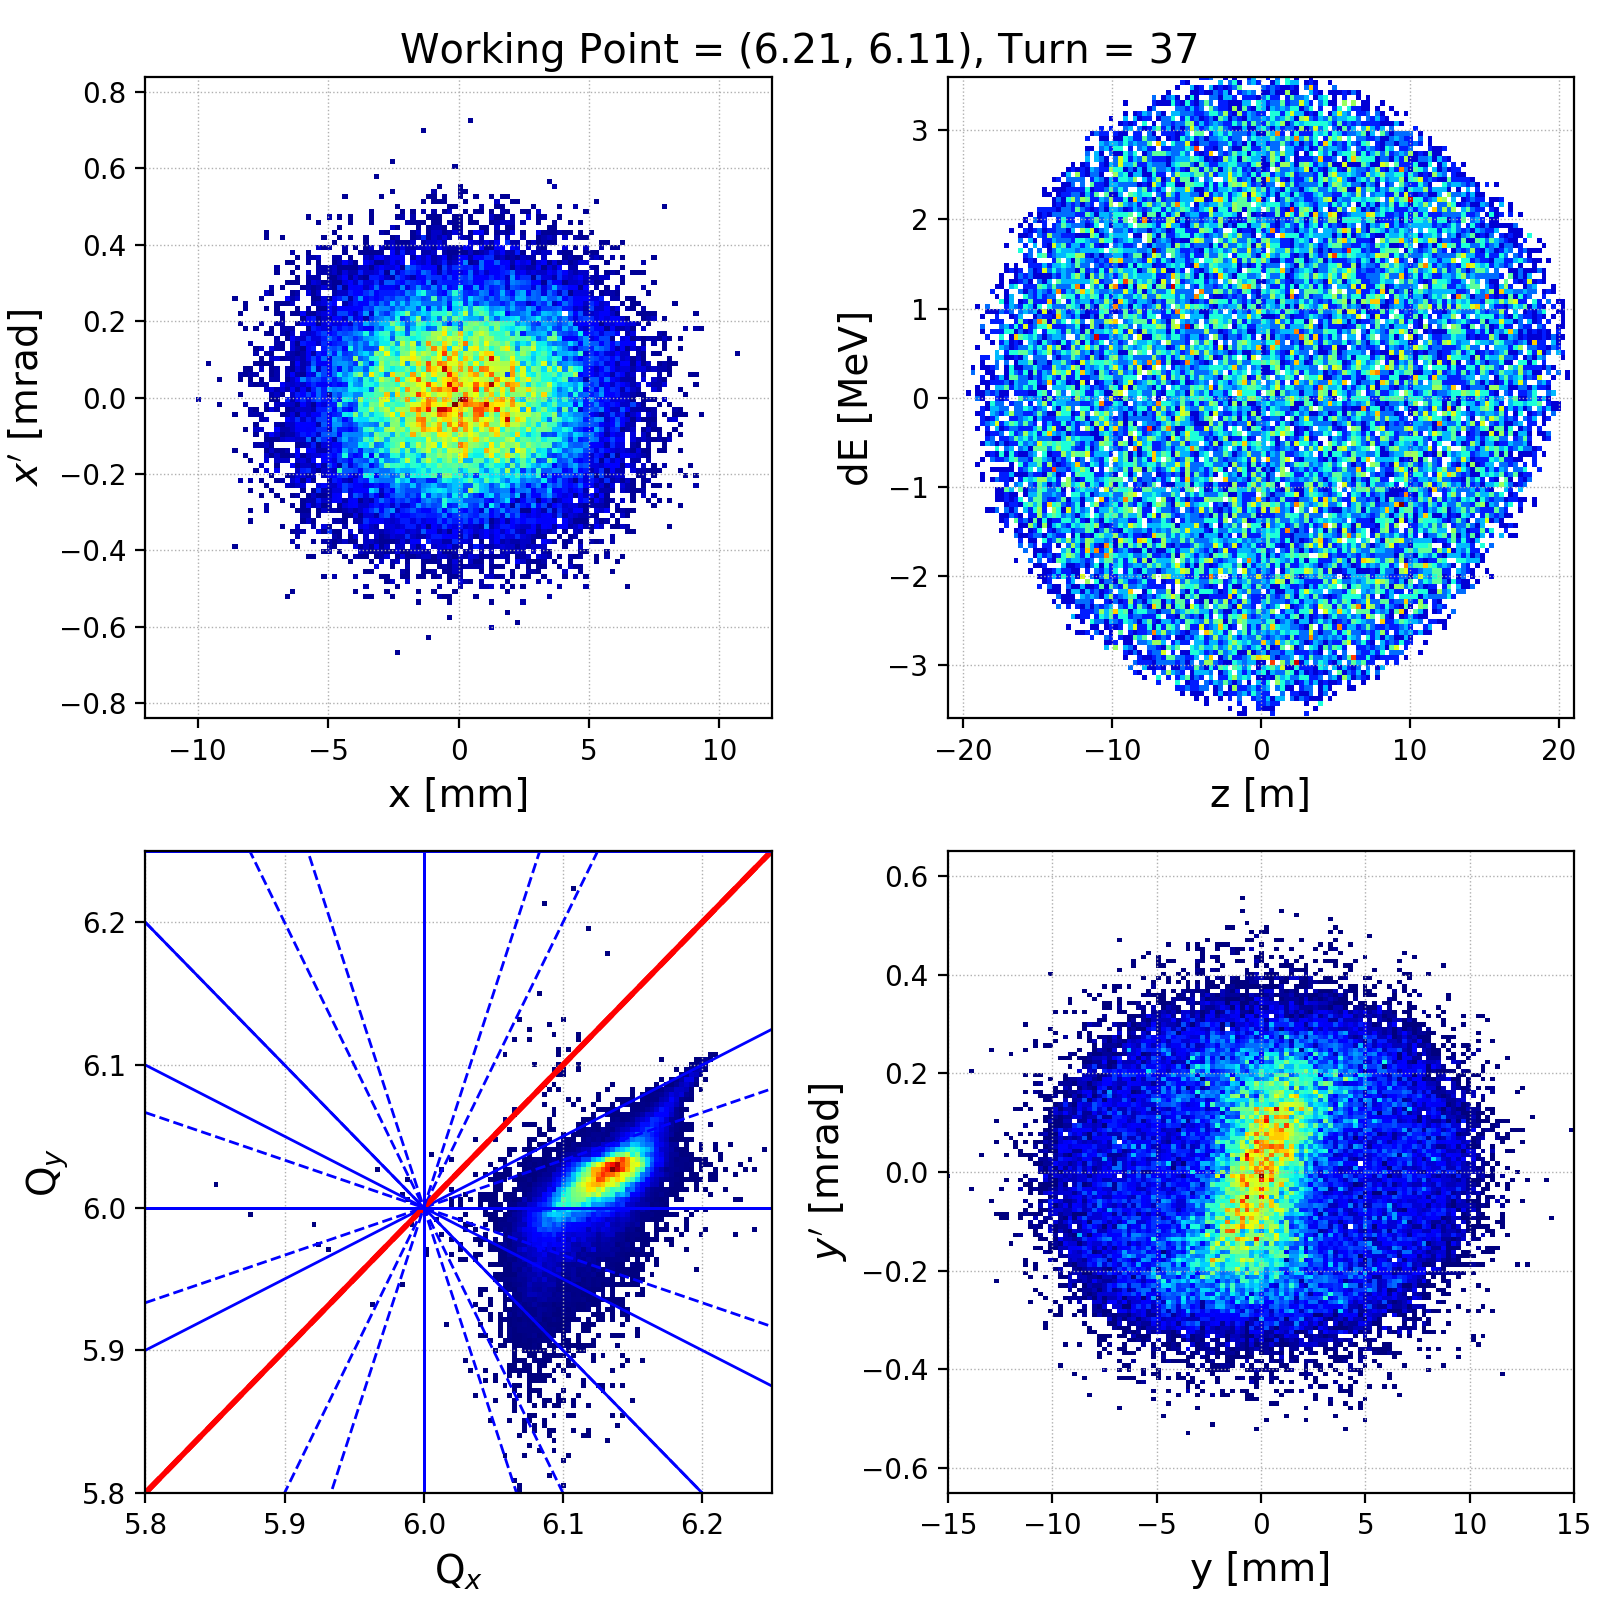 Working Point = (6.21, 6.11), Turn = 37
0.8
0.6
0.4
0.2
0.0
−0.2
−0.4
−0.6
−0.8
x′ [mrad]
−10 −5 0 5 10
x [mm]
3
2
1
0
−1
−2
−3
dE [MeV]
−20 −10 0 10 20
z [m]
6.2
6.1
6.0
5.9
5.8
Qy
5.8 5.9 6.0 6.1 6.2
Qx
0.6
0.4
0.2
0.0
−0.2
−0.4
−0.6
y′ [mrad]
−15 −10 −5 0 5 10 15
y [mm]